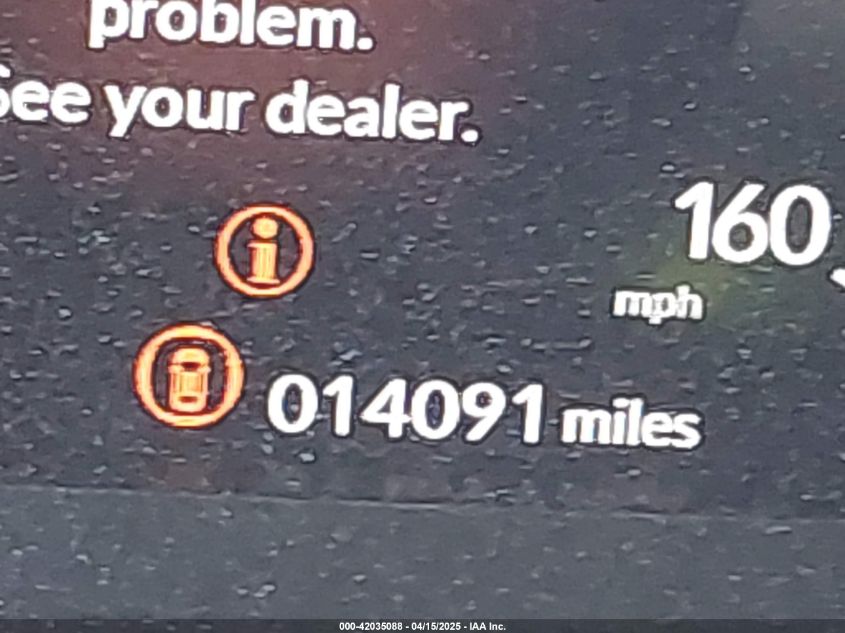 problem.
See your dealer.
160
mph
014091 miles
000-42035088 - 04/15/2025 - IAA Inc.